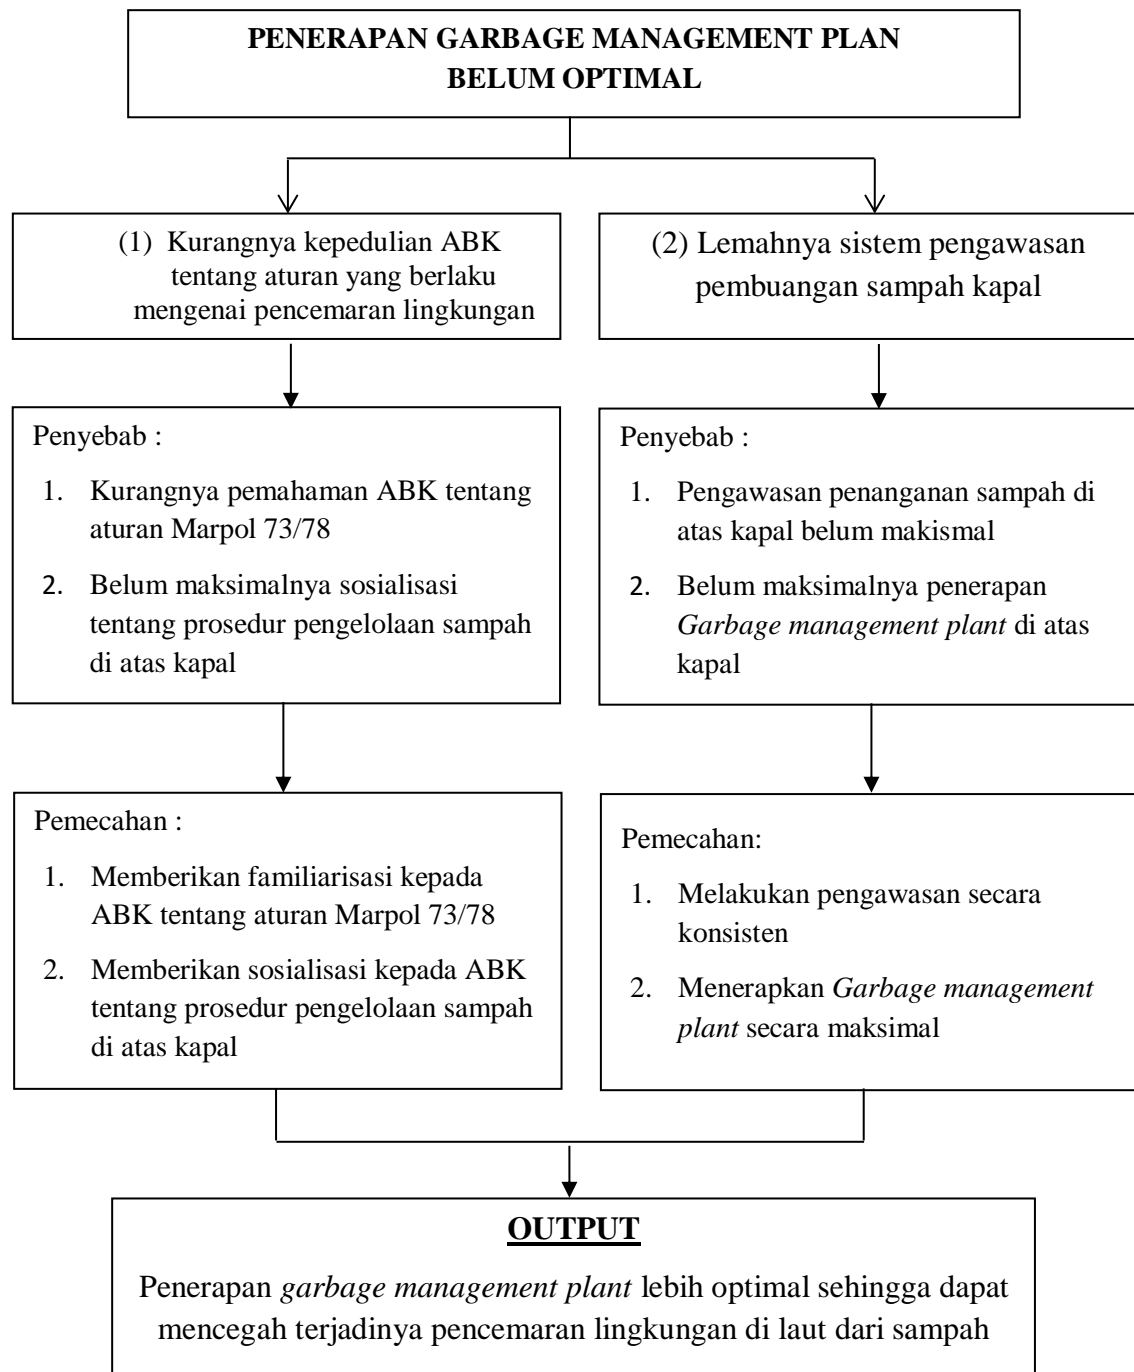 PENERAPAN GARBAGE MANAGEMENT PLAN
BELUM OPTIMAL
(1) Kurangnya kepedulian ABK
tentang aturan yang berlaku
mengenai pencemaran lingkungan
(2) Lemahnya sistem pengawasan
pembuangan sampah kapal
Penyebab :
1. Kurangnya pemahaman ABK tentang
aturan Marpol 73/78
2. Belum maksimalnya sosialisasi
tentang prosedur pengelolaan sampah
di atas kapal
Penyebab :
1. Pengawasan penanganan sampah di
atas kapal belum makismal
2. Belum maksimalnya penerapan
Garbage management plant di atas
kapal
Pemecahan :
1. Memberikan familiarisasi kepada
ABK tentang aturan Marpol 73/78
2. Memberikan sosialisasi kepada ABK
tentang prosedur pengelolaan sampah
di atas kapal
Pemecahan:
1. Melakukan pengawasan secara
konsisten
2. Menerapkan Garbage management
plant secara maksimal
OUTPUT
Penerapan garbage management plant lebih optimal sehingga dapat
mencegah terjadinya pencemaran lingkungan di laut dari sampah